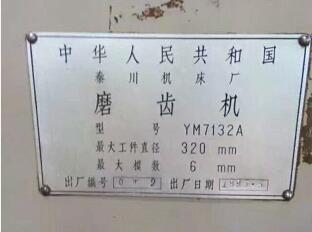 中华人民共和国
秦川机床厂
磨齿机
型号 YM7132A
最大工件直径 320 mm
最大模数 6 mm
出厂编号 出厂日期